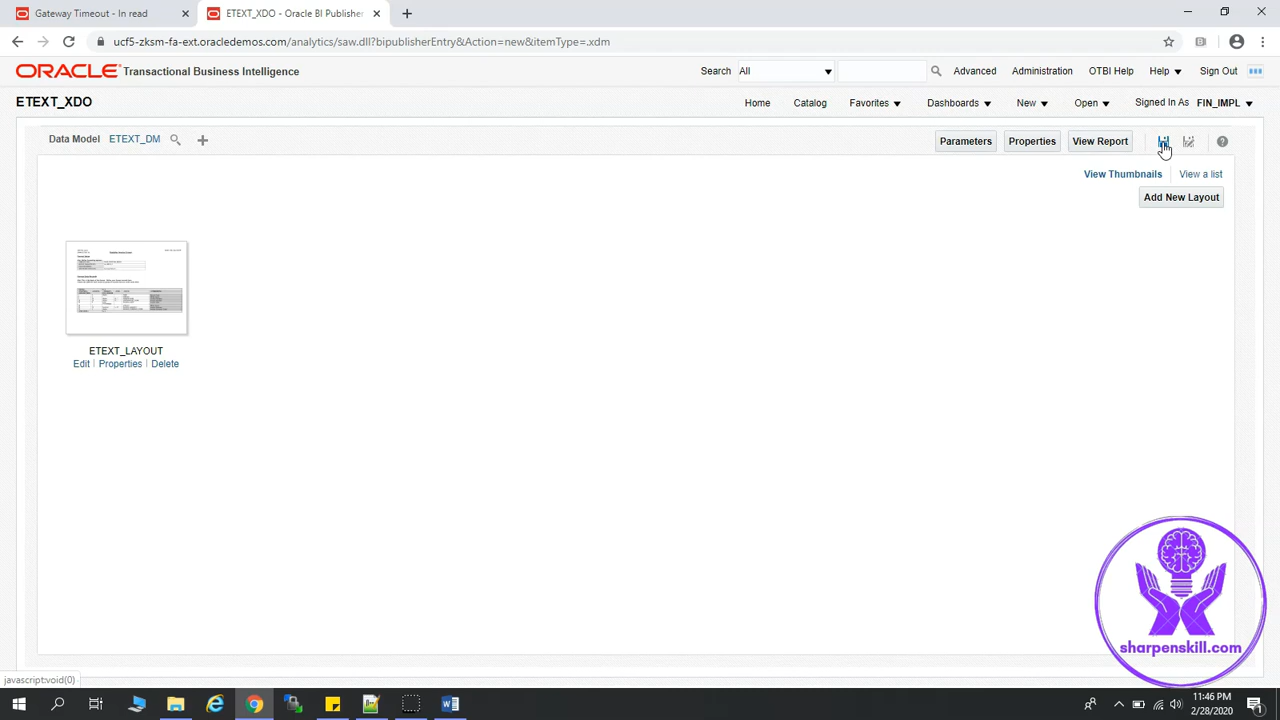 Gateway Timeout - In read
ETEXT_XDO - Oracle BI Publisher
ucf5-zksm-fa-ext.oracledemos.com/analytics/saw.dll?bipublisherEntry&Action=new&itemType=.xdm
ORACLE Transactional Business Intelligence
Search All Advanced Administration OTBI Help Help Sign Out
ETEXT_XDO
Home Catalog Favorites Dashboards New Open Signed In As FIN_IMPL
Data Model ETEXT_DM
Parameters Properties View Report
View Thumbnails View a list
Add New Layout
ETEXT_LAYOUT
Edit Properties Delete
sharpenskill.com
javascript:void(0)
11:46 PM
2/28/2020